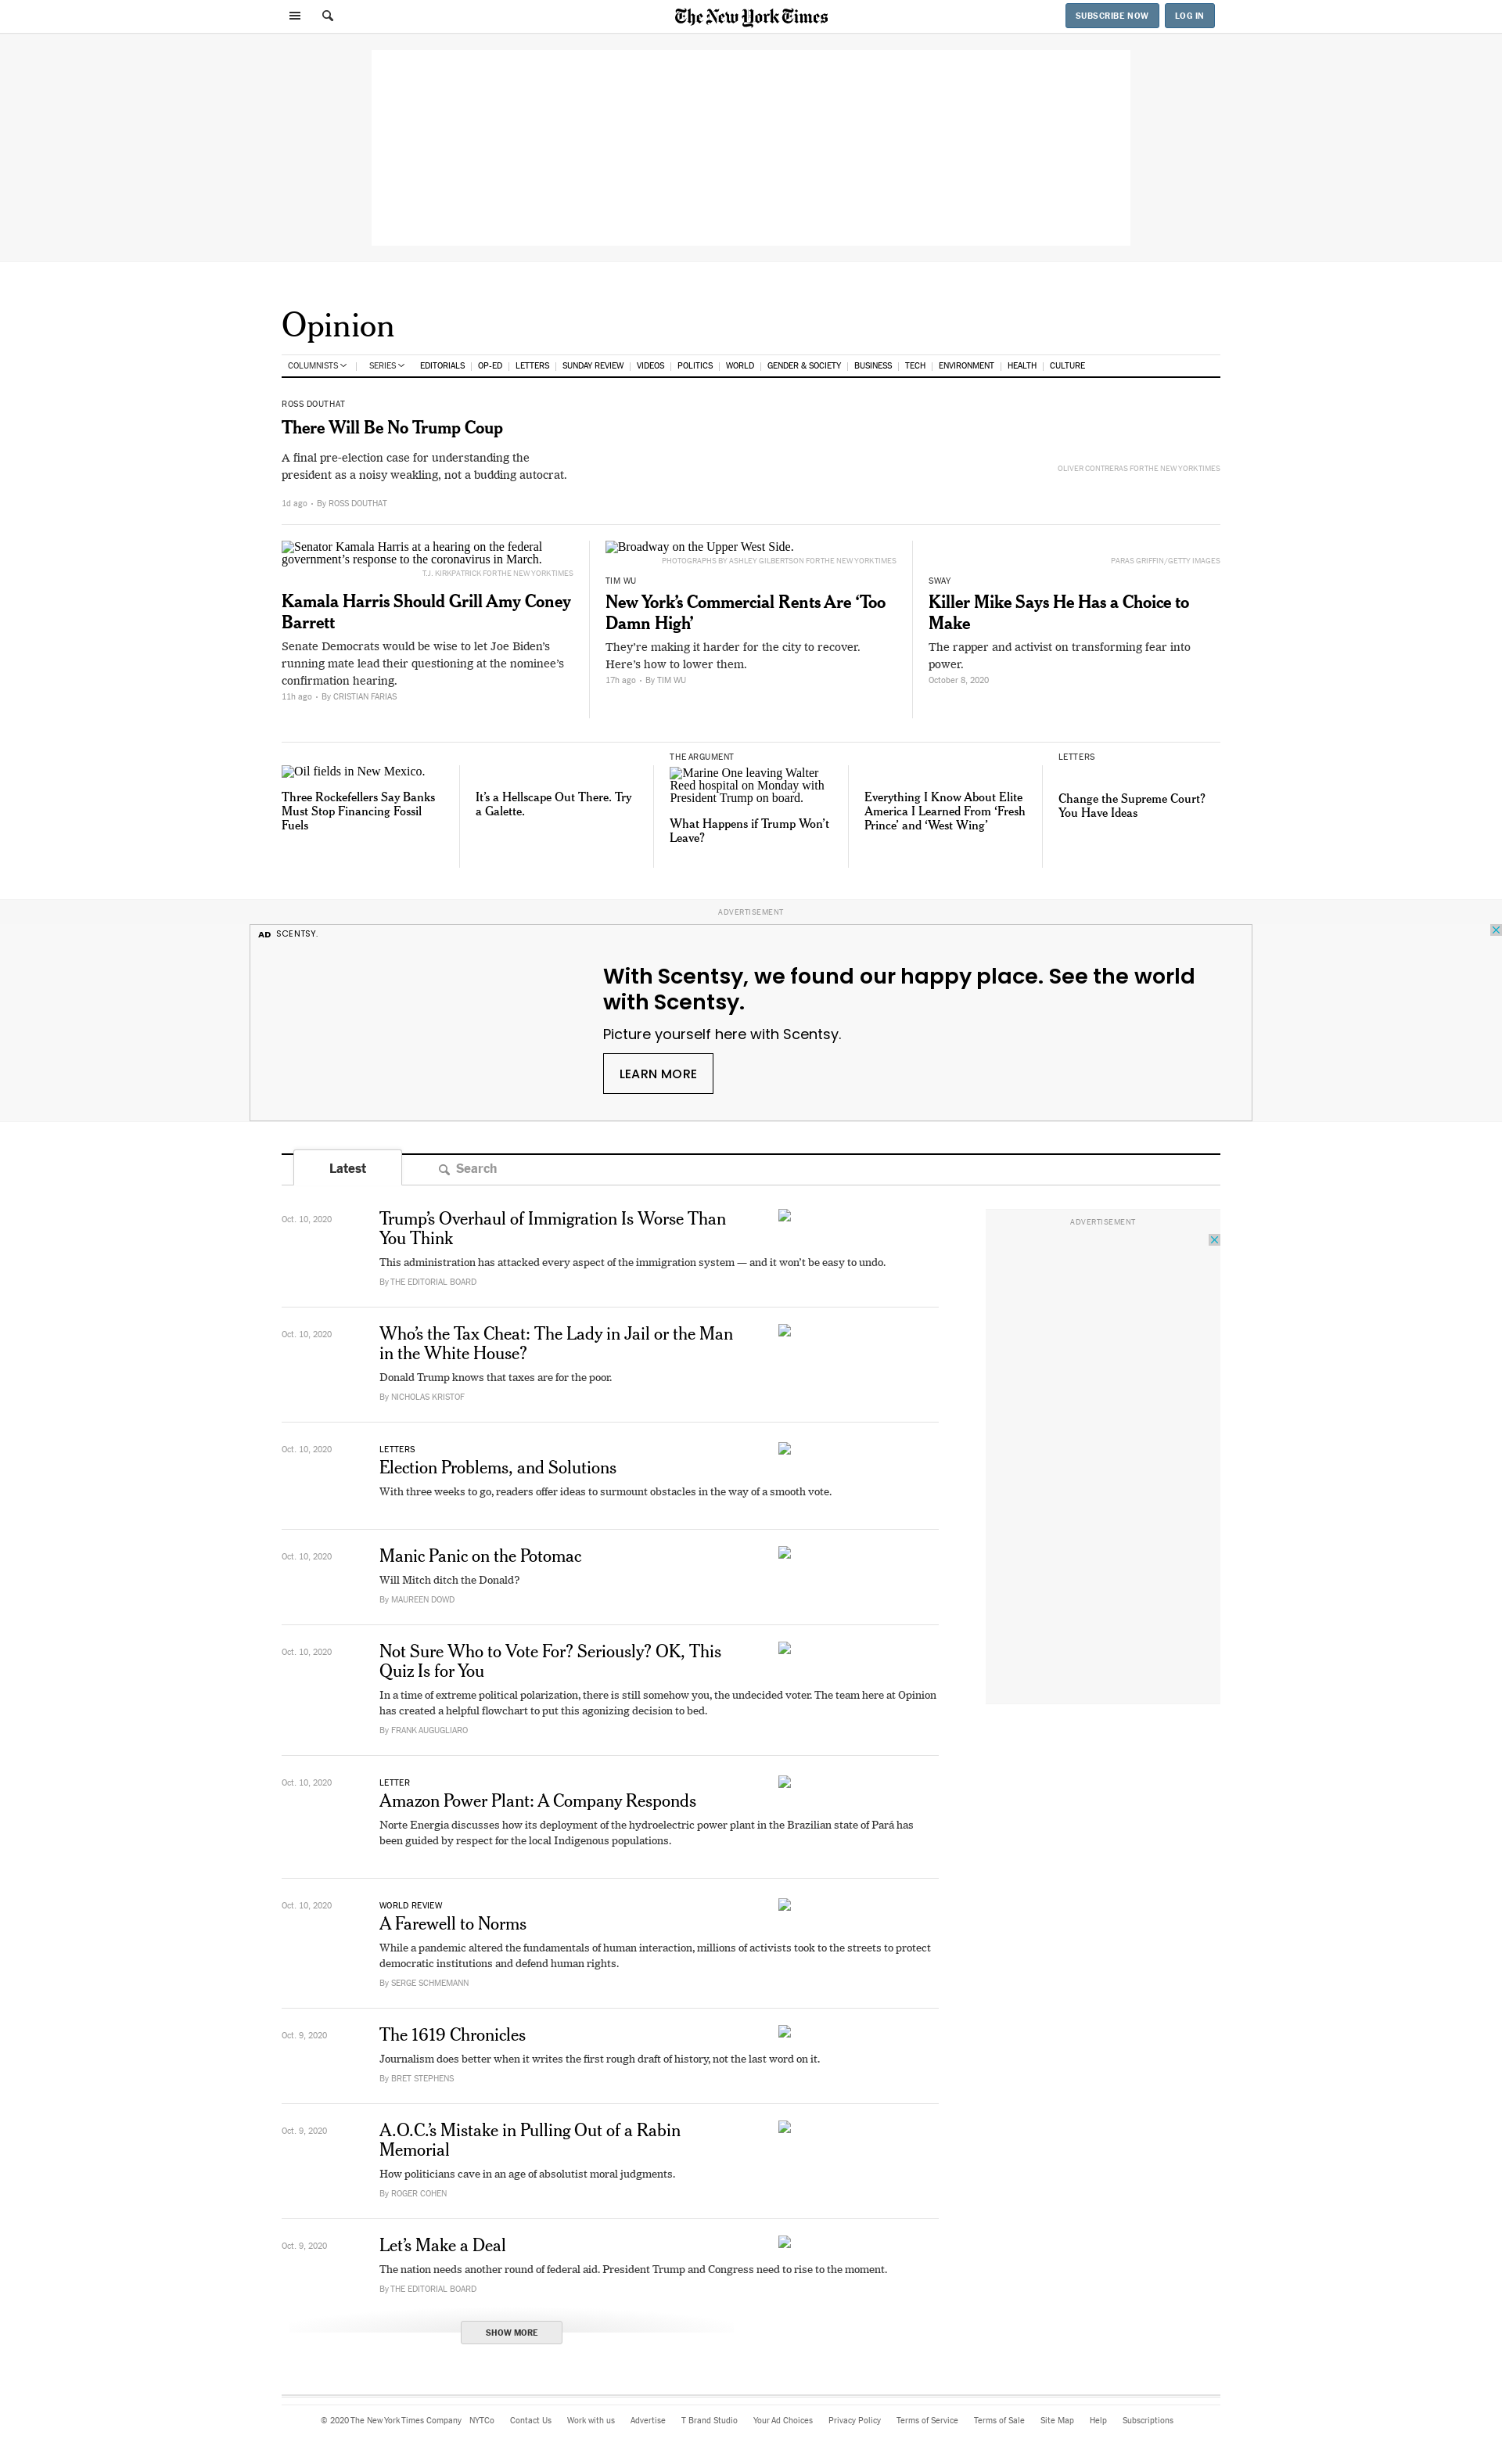 The New York Times
SUBSCRIBE NOW
LOG IN
Opinion
COLUMNISTS
SERIES
EDITORIALS
OP-ED
LETTERS
SUNDAY REVIEW
VIDEOS
POLITICS
WORLD
GENDER & SOCIETY
BUSINESS
TECH
ENVIRONMENT
HEALTH
CULTURE
ROSS DOUTHAT
There Will Be No Trump Coup
A final pre-election case for understanding the
president as a noisy weakling, not a budding autocrat.
1d ago • By ROSS DOUTHAT
OLIVER CONTRERAS FOR THE NEW YORK TIMES
Senator Kamala Harris at a hearing on the federal
government’s response to the coronavirus in March.
T.J. KIRKPATRICK FOR THE NEW YORK TIMES
Kamala Harris Should Grill Amy Coney
Barrett
Senate Democrats would be wise to let Joe Biden’s
running mate lead their questioning at the nominee’s
confirmation hearing.
11h ago • By CRISTIAN FARIAS
Broadway on the Upper West Side.
PHOTOGRAPHS BY ASHLEY GILBERTSON FOR THE NEW YORK TIMES
TIM WU
New York’s Commercial Rents Are ‘Too
Damn High’
They’re making it harder for the city to recover.
Here’s how to lower them.
17h ago • By TIM WU
PARAS GRIFFIN/GETTY IMAGES
SWAY
Killer Mike Says He Has a Choice to
Make
The rapper and activist on transforming fear into
power.
October 8, 2020
Oil fields in New Mexico.
Three Rockefellers Say Banks
Must Stop Financing Fossil
Fuels
It’s a Hellscape Out There. Try
a Galette.
THE ARGUMENT
Marine One leaving Walter
Reed hospital on Monday with
President Trump on board.
What Happens if Trump Won’t
Leave?
Everything I Know About Elite
America I Learned From ‘Fresh
Prince’ and ‘West Wing’
LETTERS
Change the Supreme Court?
You Have Ideas
ADVERTISEMENT
AD SCENTSY.
With Scentsy, we found our happy place. See the world
with Scentsy.
Picture yourself here with Scentsy.
LEARN MORE
Latest
Search
Oct. 10, 2020
Trump’s Overhaul of Immigration Is Worse Than
You Think
This administration has attacked every aspect of the immigration system — and it won’t be easy to undo.
By THE EDITORIAL BOARD
ADVERTISEMENT
Oct. 10, 2020
Who’s the Tax Cheat: The Lady in Jail or the Man
in the White House?
Donald Trump knows that taxes are for the poor.
By NICHOLAS KRISTOF
Oct. 10, 2020
LETTERS
Election Problems, and Solutions
With three weeks to go, readers offer ideas to surmount obstacles in the way of a smooth vote.
Oct. 10, 2020
Manic Panic on the Potomac
Will Mitch ditch the Donald?
By MAUREEN DOWD
Oct. 10, 2020
Not Sure Who to Vote For? Seriously? OK, This
Quiz Is for You
In a time of extreme political polarization, there is still somehow you, the undecided voter. The team here at Opinion
has created a helpful flowchart to put this agonizing decision to bed.
By FRANK AUGUGLIARO
Oct. 10, 2020
LETTER
Amazon Power Plant: A Company Responds
Norte Energia discusses how its deployment of the hydroelectric power plant in the Brazilian state of Pará has
been guided by respect for the local Indigenous populations.
Oct. 10, 2020
WORLD REVIEW
A Farewell to Norms
While a pandemic altered the fundamentals of human interaction, millions of activists took to the streets to protect
democratic institutions and defend human rights.
By SERGE SCHMEMANN
Oct. 9, 2020
The 1619 Chronicles
Journalism does better when it writes the first rough draft of history, not the last word on it.
By BRET STEPHENS
Oct. 9, 2020
A.O.C.’s Mistake in Pulling Out of a Rabin
Memorial
How politicians cave in an age of absolutist moral judgments.
By ROGER COHEN
Oct. 9, 2020
Let’s Make a Deal
The nation needs another round of federal aid. President Trump and Congress need to rise to the moment.
By THE EDITORIAL BOARD
SHOW MORE
© 2020 The New York Times Company NYTCo Contact Us Work with us Advertise T Brand Studio Your Ad Choices Privacy Policy Terms of Service Terms of Sale Site Map Help Subscriptions